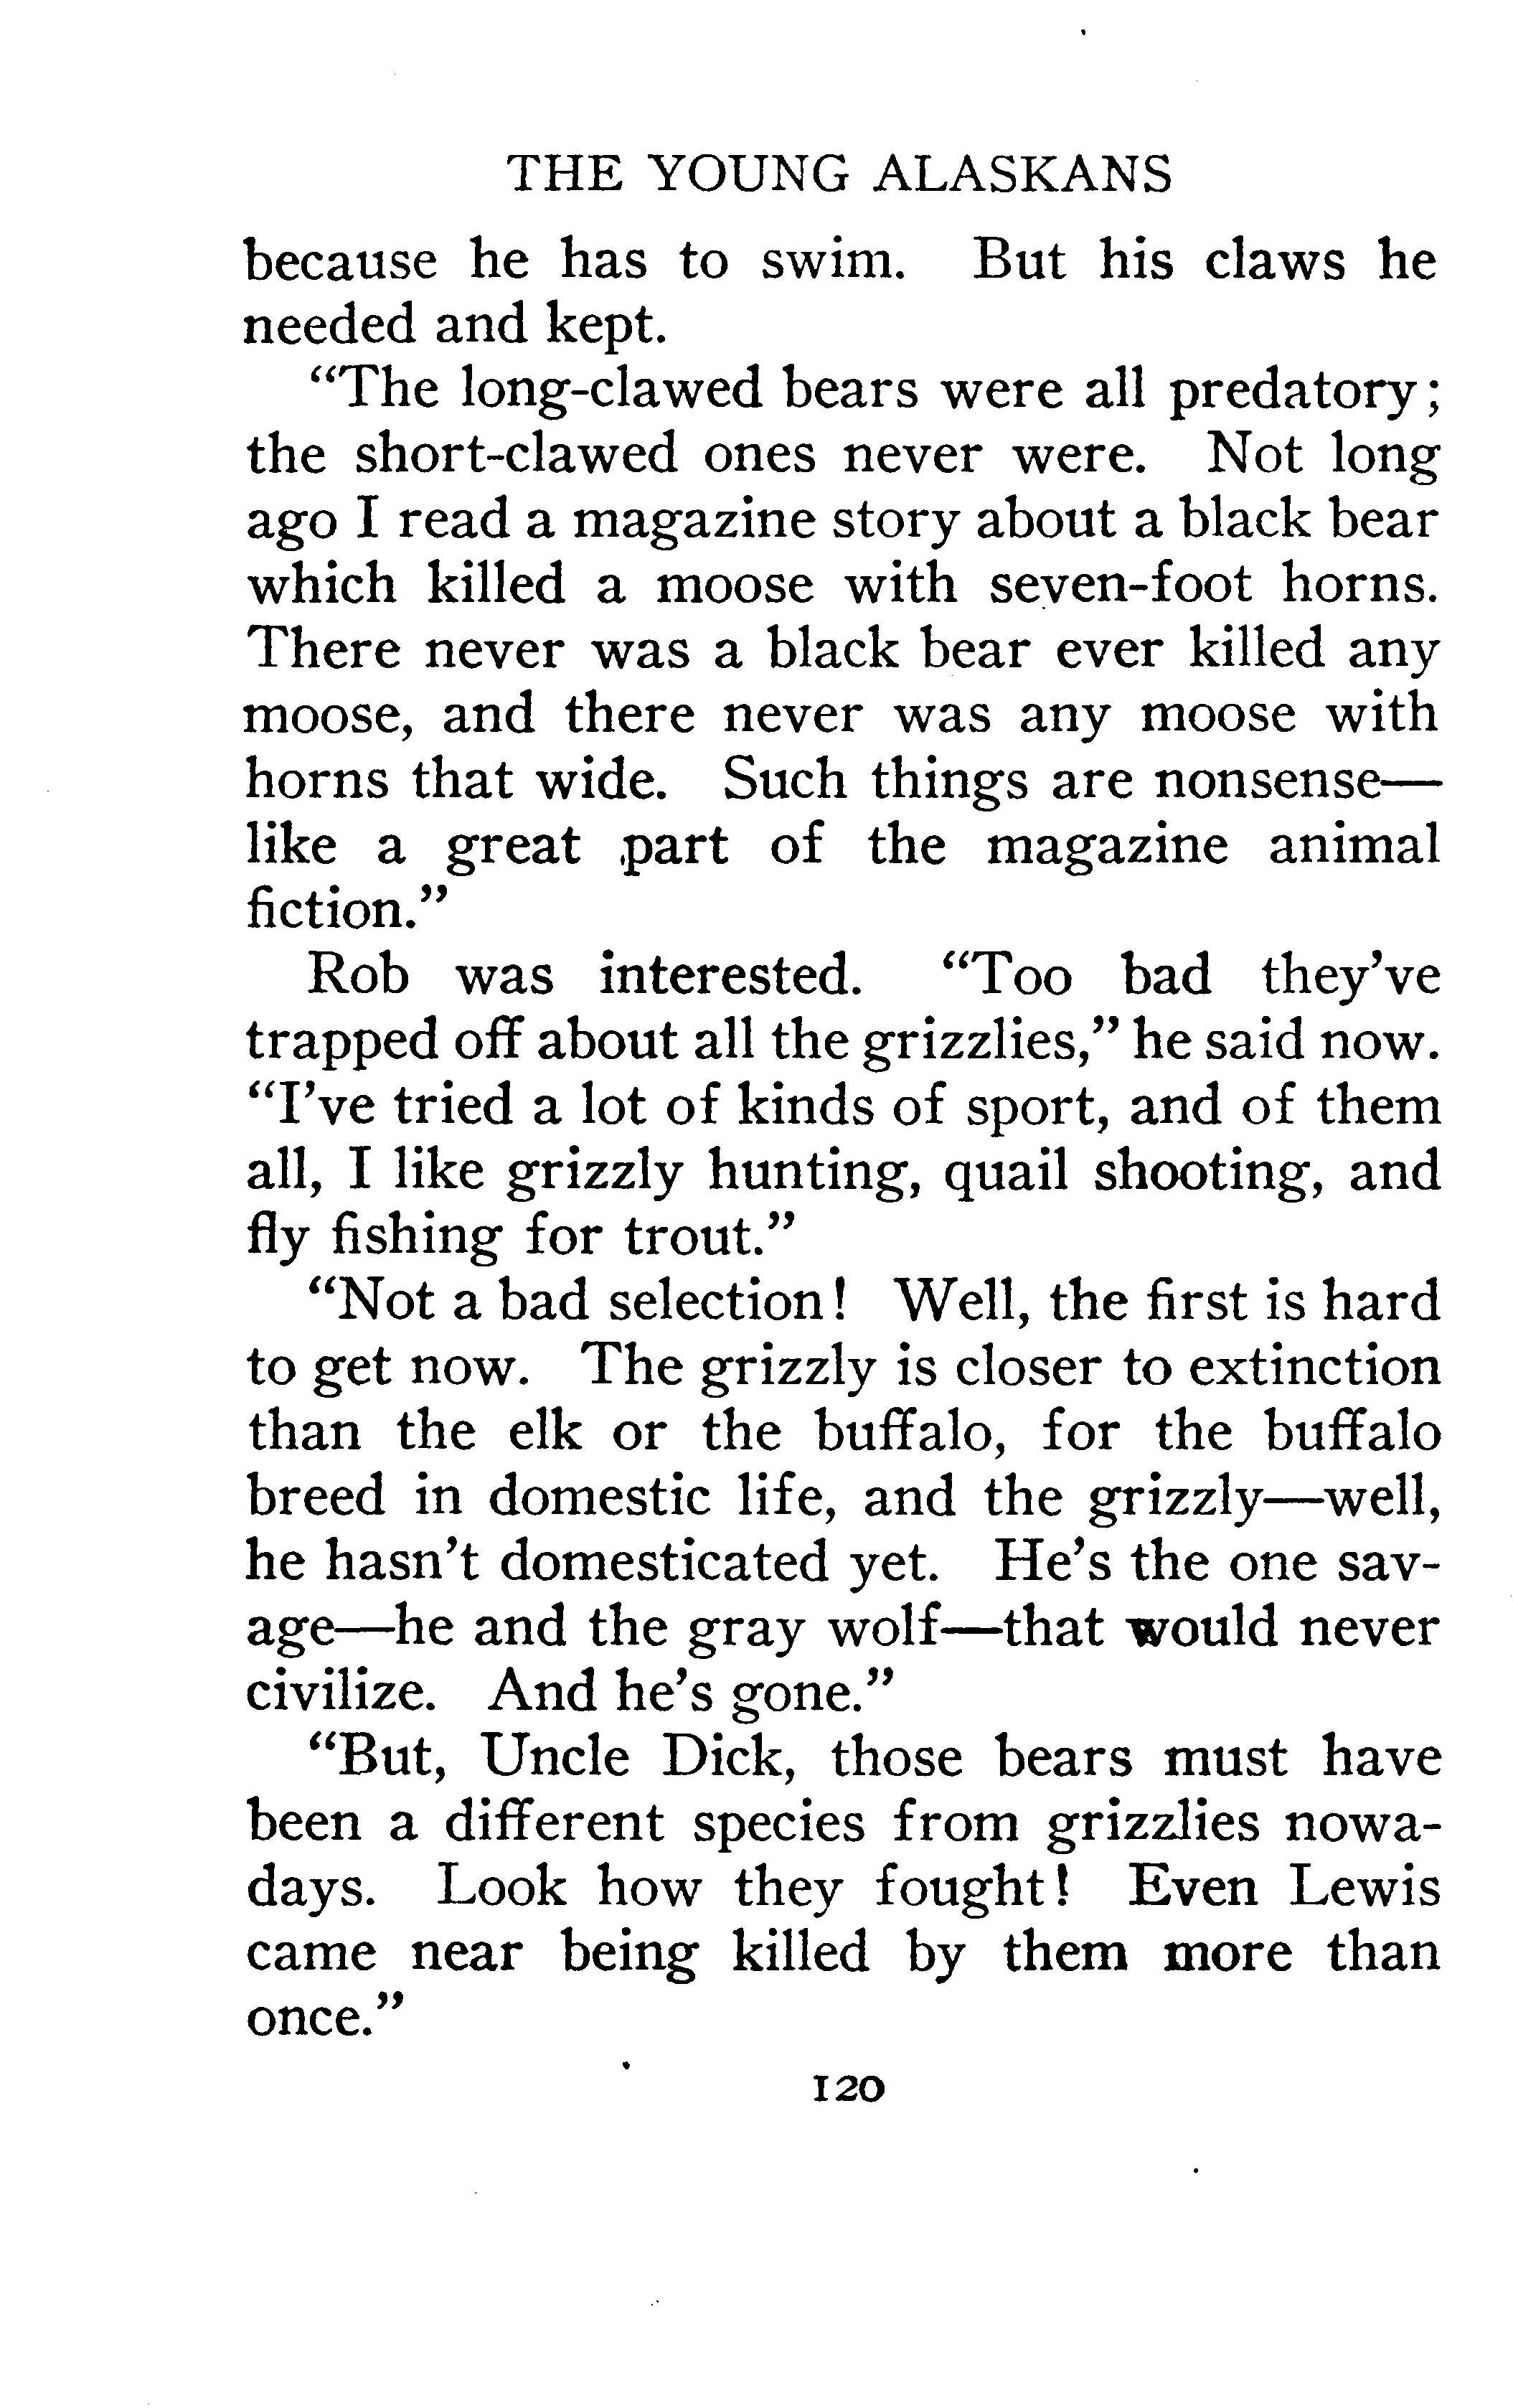 THE YOUNG ALASKANS
because he has to swim. But his claws he
needed and kept.
“The long-clawed bears were all predatory;
the short-clawed ones never were. Not long
ago I read a magazine story about a black bear
which killed a moose with seven-foot horns.
There never was a black bear ever killed any
moose, and there never was any moose with
horns that wide. Such things are nonsense—
like a great part of the magazine animal
fiction.”
Rob was interested. “Too bad they’ve
trapped off about all the grizzlies,” he said now.
“I’ve tried a lot of kinds of sport, and of them
all, I like grizzly hunting, quail shooting, and
fly fishing for trout.”
“Not a bad selection! Well, the first is hard
to get now. The grizzly is closer to extinction
than the elk or the buffalo, for the buffalo
breed in domestic life, and the grizzly—well,
he hasn’t domesticated yet. He’s the one sav-
age—he and the gray wolf—that would never
civilize. And he’s gone.”
“But, Uncle Dick, those bears must have
been a different species from grizzlies nowa-
days. Look how they fought! Even Lewis
came near being killed by them more than
once.”
120